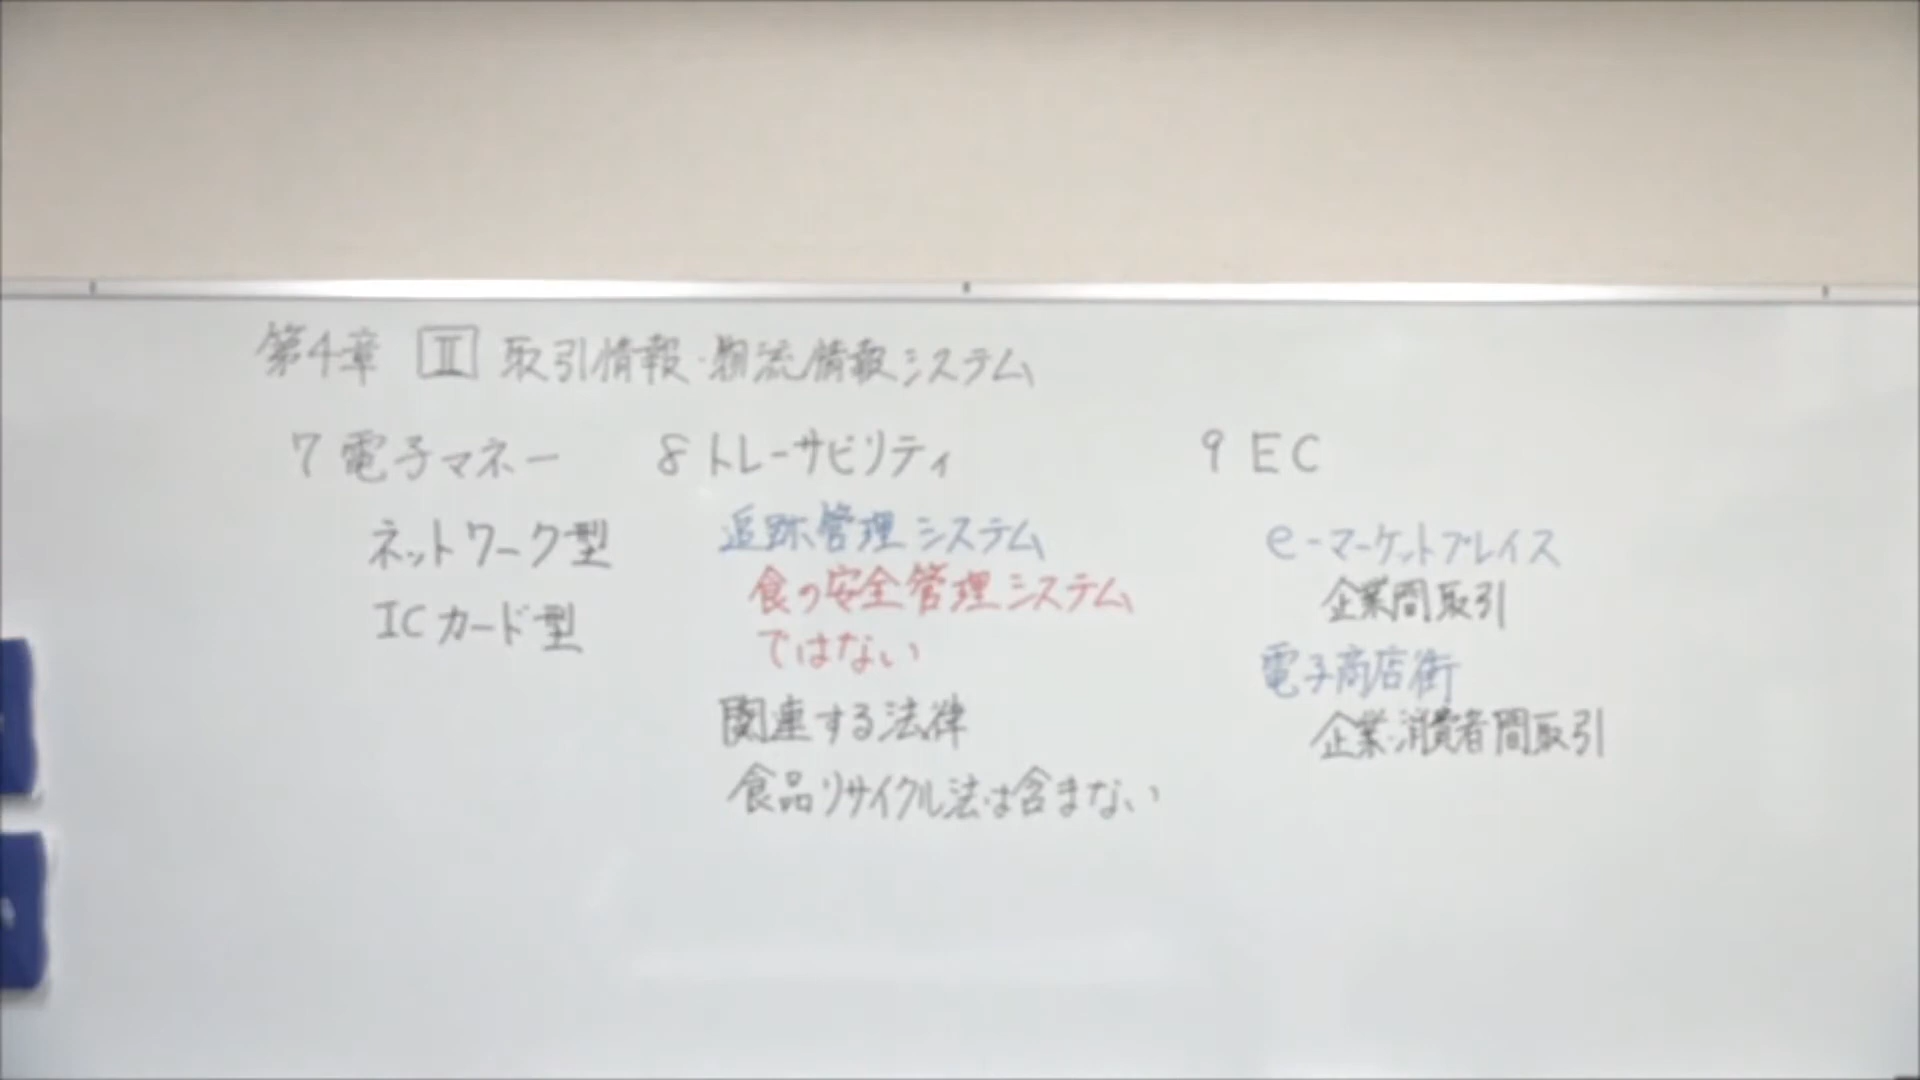 第4章 Ⅱ 取引情報・物流情報システム
7 電子マネー
ネットワーク型
ICカード型
8 トレーサビリティ
追跡管理システム
食の安全管理システム
ではない
関連する法律
食品リサイクル法は含まない
9 EC
e-マーケットプレイス
企業間取引
電子商店街
企業・消費者間取引